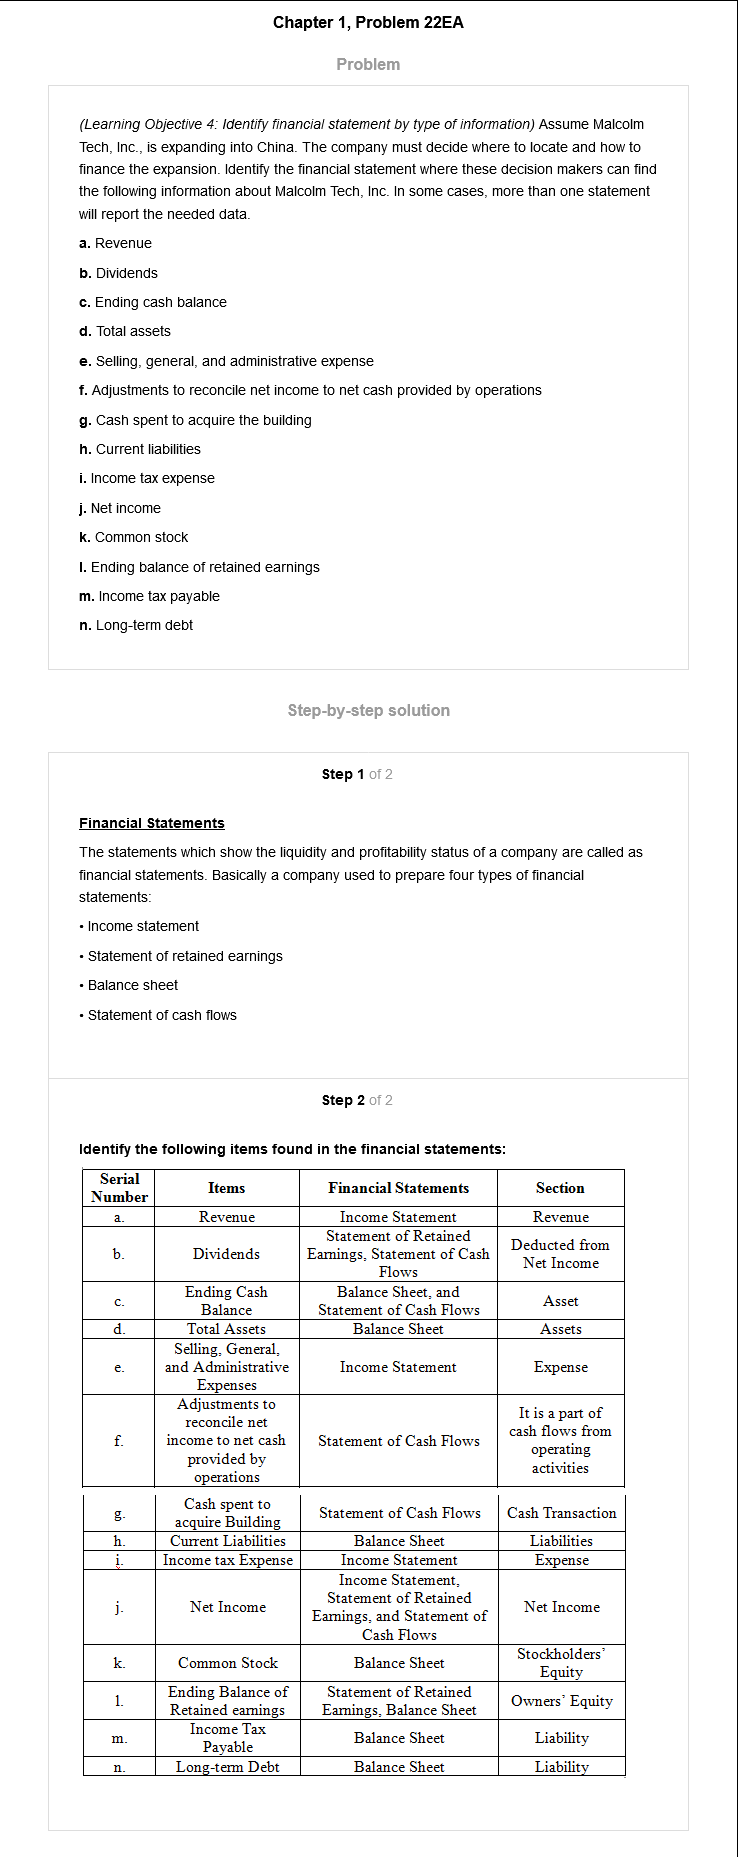 Chapter 1, Problem 22EA
Problem
(Learning Objective 4: Identify financial statement by type of information) Assume Malcolm
Tech, Inc., is expanding into China. The company must decide where to locate and how to
finance the expansion. Identify the financial statement where these decision makers can find
the following information about Malcolm Tech, Inc. In some cases, more than one statement
will report the needed data.
a. Revenue
b. Dividends
c. Ending cash balance
d. Total assets
e. Selling, general, and administrative expense
f. Adjustments to reconcile net income to net cash provided by operations
g. Cash spent to acquire the building
h. Current liabilities
i. Income tax expense
j. Net income
k. Common stock
l. Ending balance of retained earnings
m. Income tax payable
n. Long-term debt
Step-by-step solution
Step 1 of 2
Financial Statements
The statements which show the liquidity and profitability status of a company are called as
financial statements. Basically a company used to prepare four types of financial
statements:
• Income statement
• Statement of retained earnings
• Balance sheet
• Statement of cash flows
Step 2 of 2
Identify the following items found in the financial statements:
Serial
Number
Items
Financial Statements
Section
a.
Revenue
Income Statement
Revenue
b.
Dividends
Statement of Retained
Earnings, Statement of Cash
Flows
Deducted from
Net Income
c.
Ending Cash
Balance
Balance Sheet, and
Statement of Cash Flows
Asset
d.
Total Assets
Balance Sheet
Assets
e.
Selling, General,
and Administrative
Expenses
Income Statement
Expense
f.
Adjustments to
reconcile net
income to net cash
provided by
operations
Statement of Cash Flows
It is a part of
cash flows from
operating
activities
g.
Cash spent to
acquire Building
Statement of Cash Flows
Cash Transaction
h.
Current Liabilities
Balance Sheet
Liabilities
i.
Income tax Expense
Income Statement
Expense
j.
Net Income
Income Statement,
Statement of Retained
Earnings, and Statement of
Cash Flows
Net Income
k.
Common Stock
Balance Sheet
Stockholders’
Equity
l.
Ending Balance of
Retained earnings
Statement of Retained
Earnings, Balance Sheet
Owners’ Equity
m.
Income Tax
Payable
Balance Sheet
Liability
n.
Long-term Debt
Balance Sheet
Liability